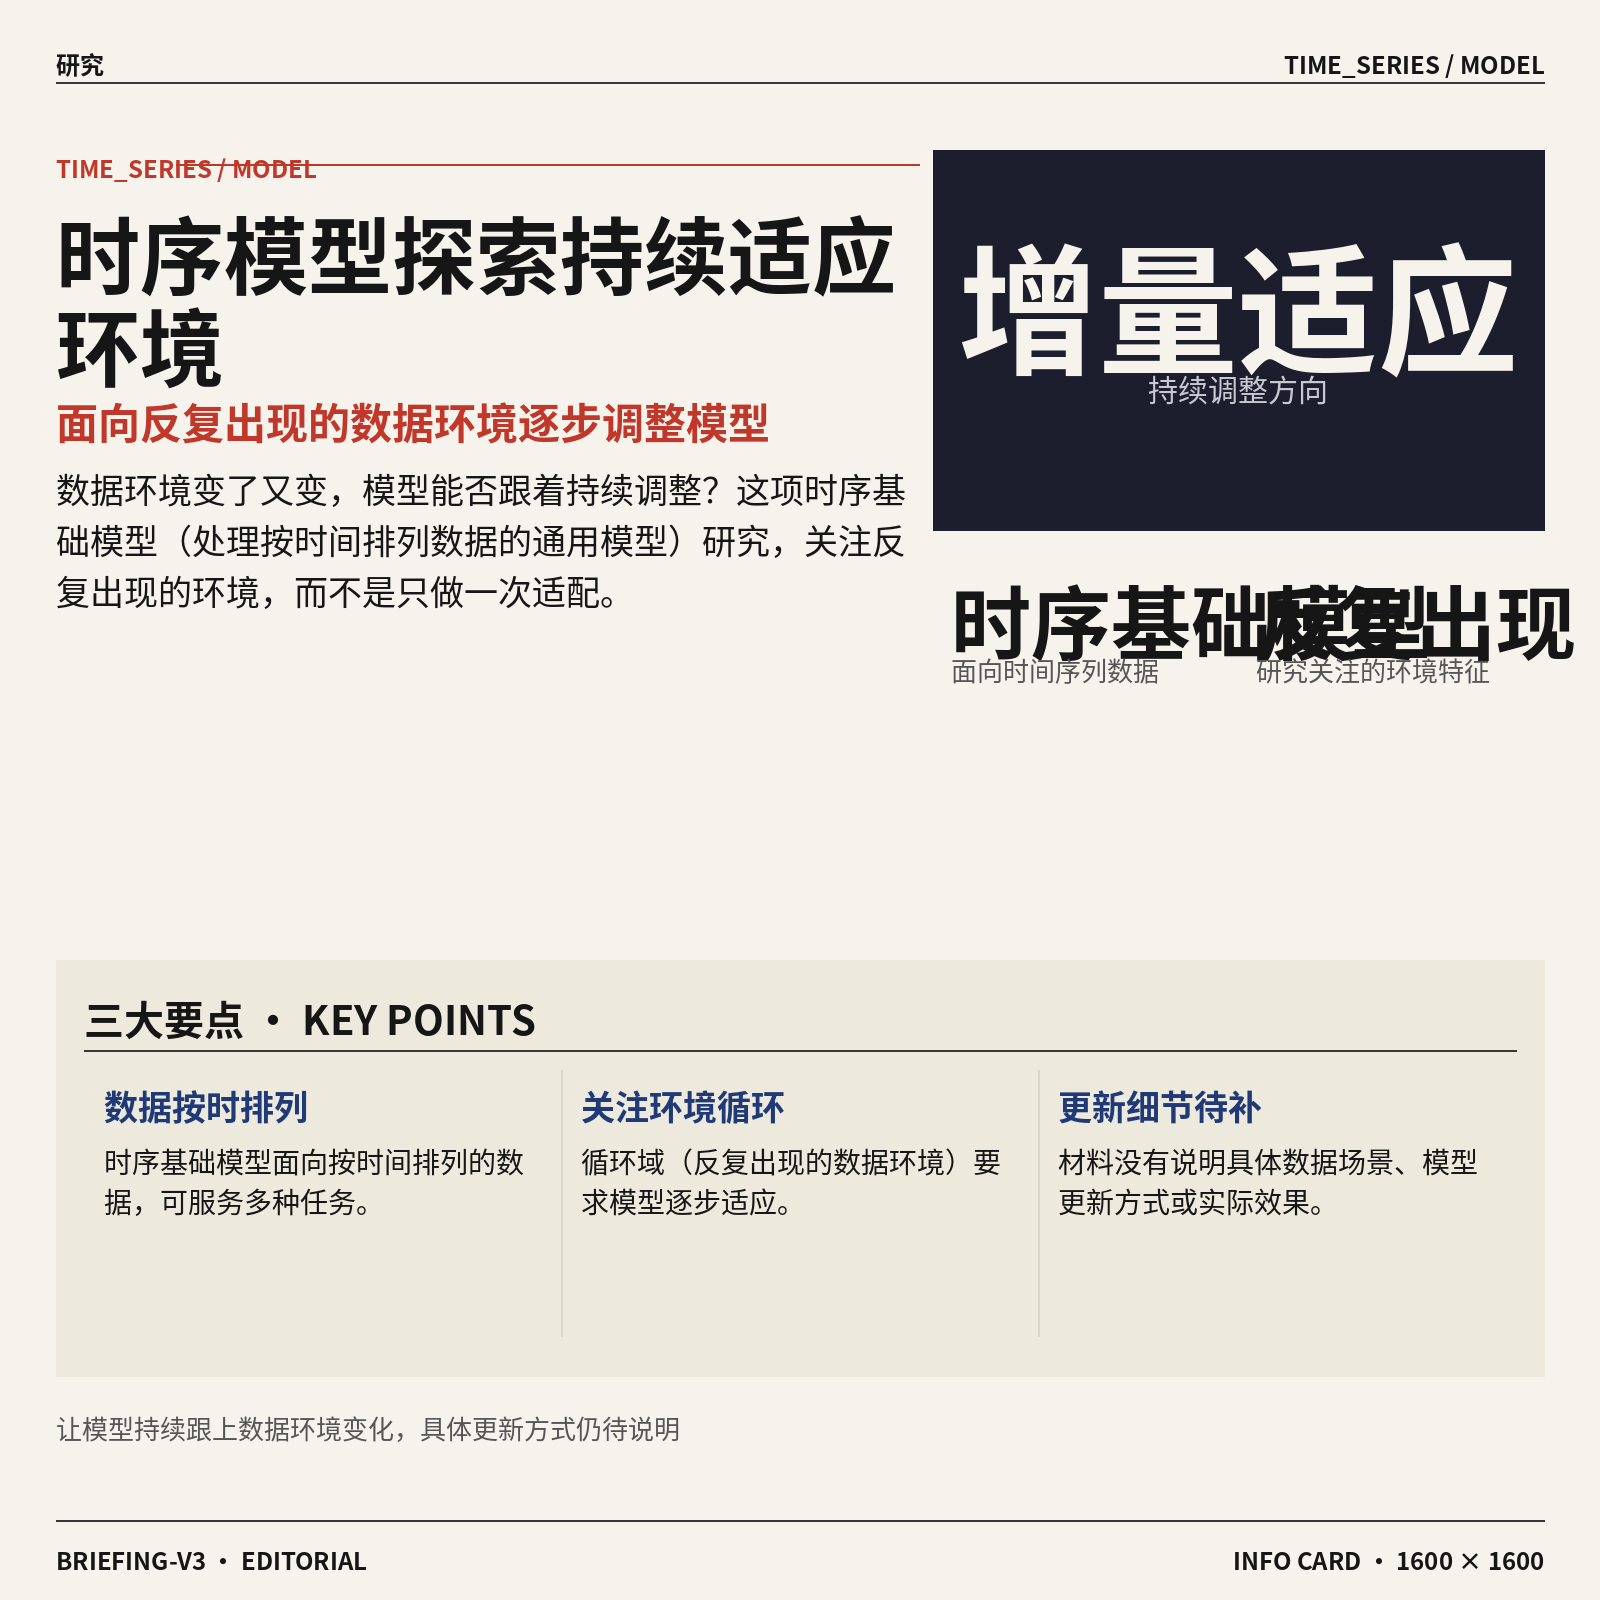 研究
TIME_SERIES / MODEL
TIME_SERIES / MODEL
时序模型探索持续适应
环境
面向反复出现的数据环境逐步调整模型
数据环境变了又变，模型能否跟着持续调整？这项时序基
础模型（处理按时间排列数据的通用模型）研究，关注反
复出现的环境，而不是只做一次适配。
增量适应
持续调整方向
时序基础模型
反复出现
面向时间序列数据
研究关注的环境特征
三大要点 • KEY POINTS
数据按时排列
时序基础模型面向按时间排列的数
据，可服务多种任务。
关注环境循环
循环域（反复出现的数据环境）要
求模型逐步适应。
更新细节待补
材料没有说明具体数据场景、模型
更新方式或实际效果。
让模型持续跟上数据环境变化，具体更新方式仍待说明
BRIEFING-V3 • EDITORIAL
INFO CARD • 1600 × 1600